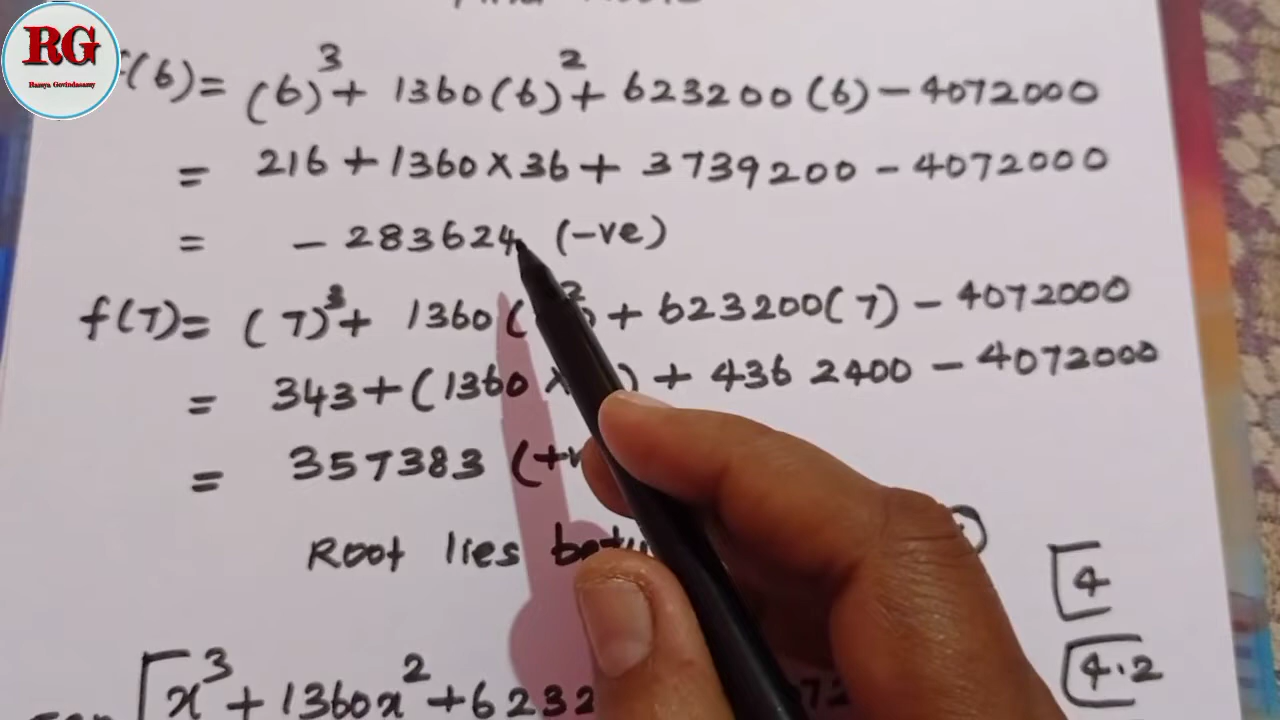 RG
Ramya Govindasamy
f(6)= (6)³+ 1360(6)²+ 623200(6)-4072000
= 216+1360×36+ 3739200-4072000
= -283624 (-ve)
f(7)= (7)³+ 1360( ² + 623200(7)-4072000
= 343+(1360× ) + 4362400-4072000
= 357383 (+v
Root lies
4
4.2
x³+1360x²+6232